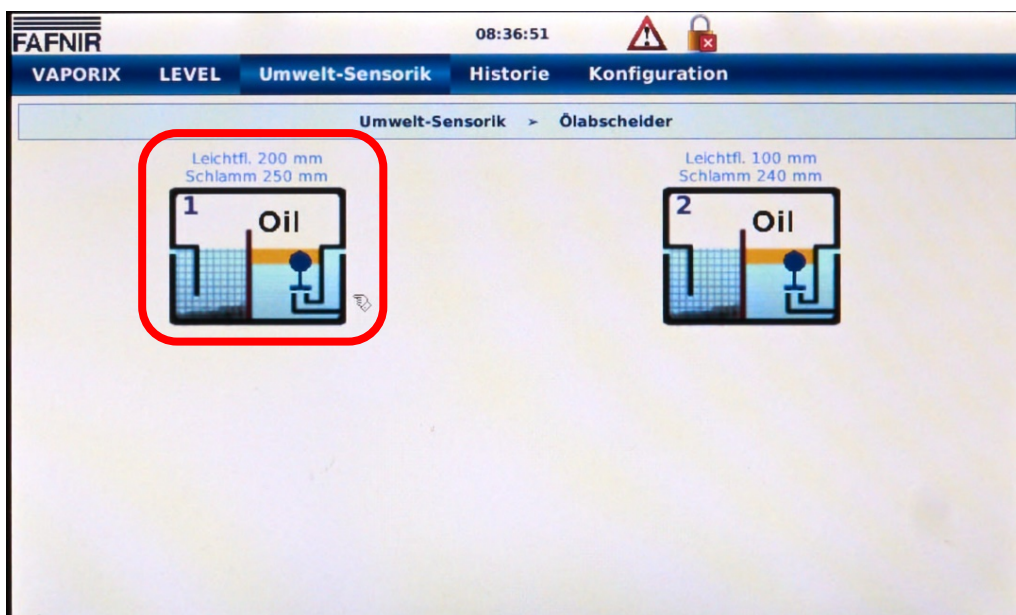 FAFNIR
08:36:51
VAPORIX LEVEL Umwelt-Sensorik Historie Konfiguration
Umwelt-Sensorik ➢ Ölabscheider
Leichtfl. 200 mm
Schlamm 250 mm
1
Oil
Leichtfl. 100 mm
Schlamm 240 mm
2
Oil